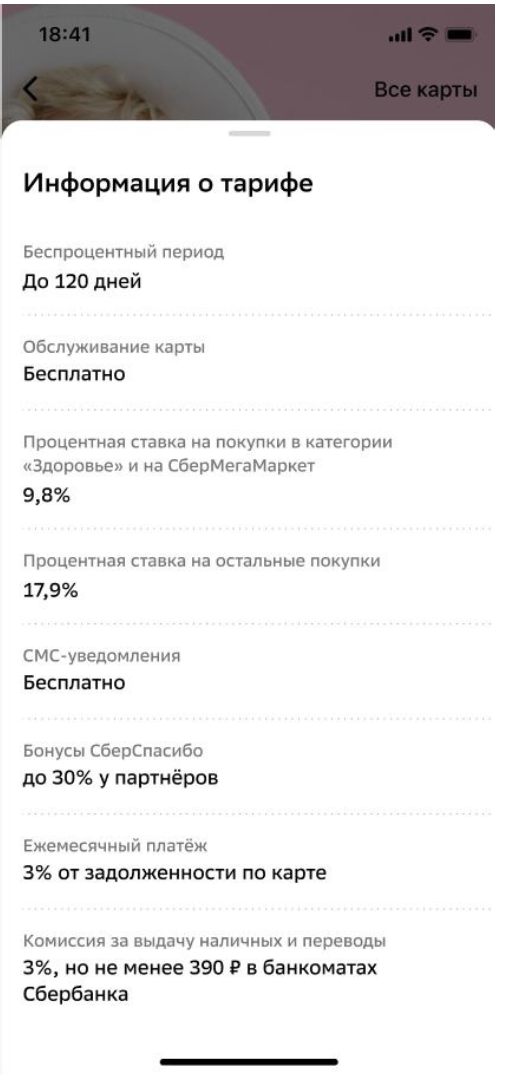 18:41
Все карты
Информация о тарифе
Беспроцентный период
До 120 дней
Обслуживание карты
Бесплатно
Процентная ставка на покупки в категории
«Здоровье» и на СберМегаМаркет
9,8%
Процентная ставка на остальные покупки
17,9%
СМС-уведомления
Бесплатно
Бонусы СберСпасибо
до 30% у партнёров
Ежемесячный платёж
3% от задолженности по карте
Комиссия за выдачу наличных и переводы
3%, но не менее 390 ₽ в банкоматах
Сбербанка